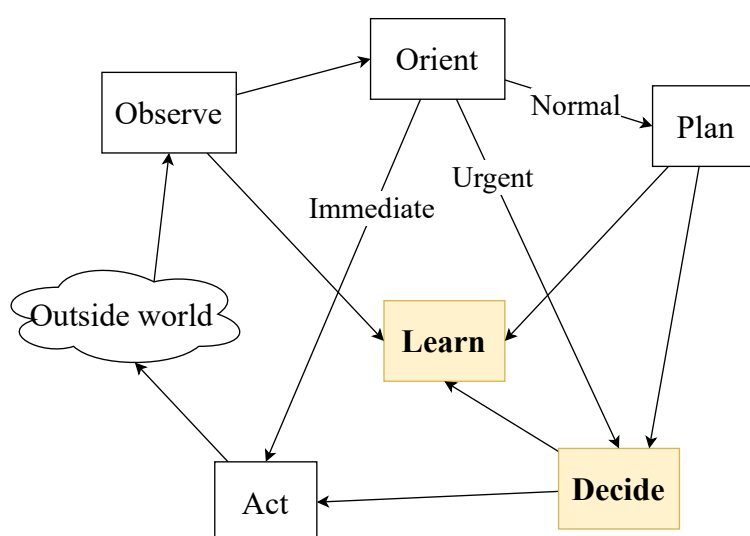 Orient
Observe
Normal
Plan
Urgent
Immediate
Outside world
Learn
Decide
Act